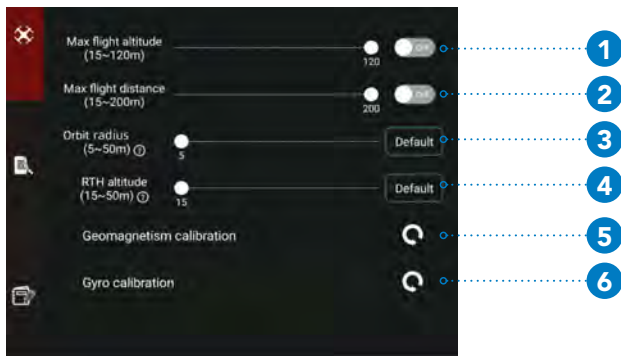 Max flight altitude
(15~120m)
120
OFF
1
Max flight distance
(15~200m)
200
OFF
2
Orbit radius
(5~50m) ?
5
Default
3
RTH altitude
(15~50m) ?
15
Default
4
Geomagnetism calibration
5
Gyro calibration
6